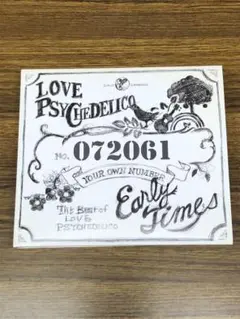 LOVE
PSYCHEDELICO
No. 072061
YOUR OWN NUMBER
Early
Times
The Best of
LOVE
PSYCHEDELICO